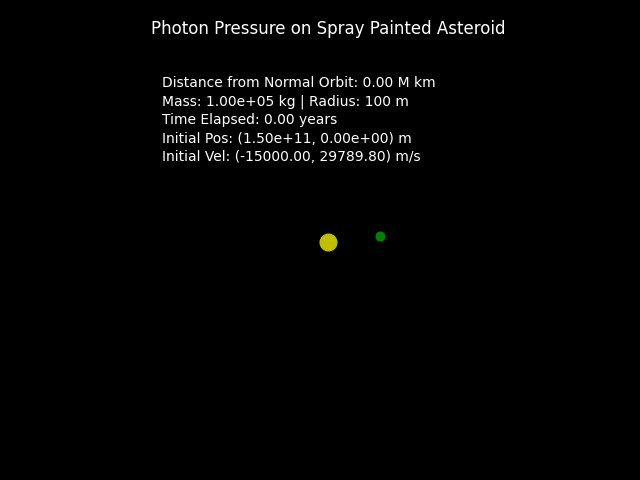 Photon Pressure on Spray Painted Asteroid
Distance from Normal Orbit: 0.00 M km
Mass: 1.00e+05 kg | Radius: 100 m
Time Elapsed: 0.00 years
Initial Pos: (1.50e+11, 0.00e+00) m
Initial Vel: (-15000.00, 29789.80) m/s